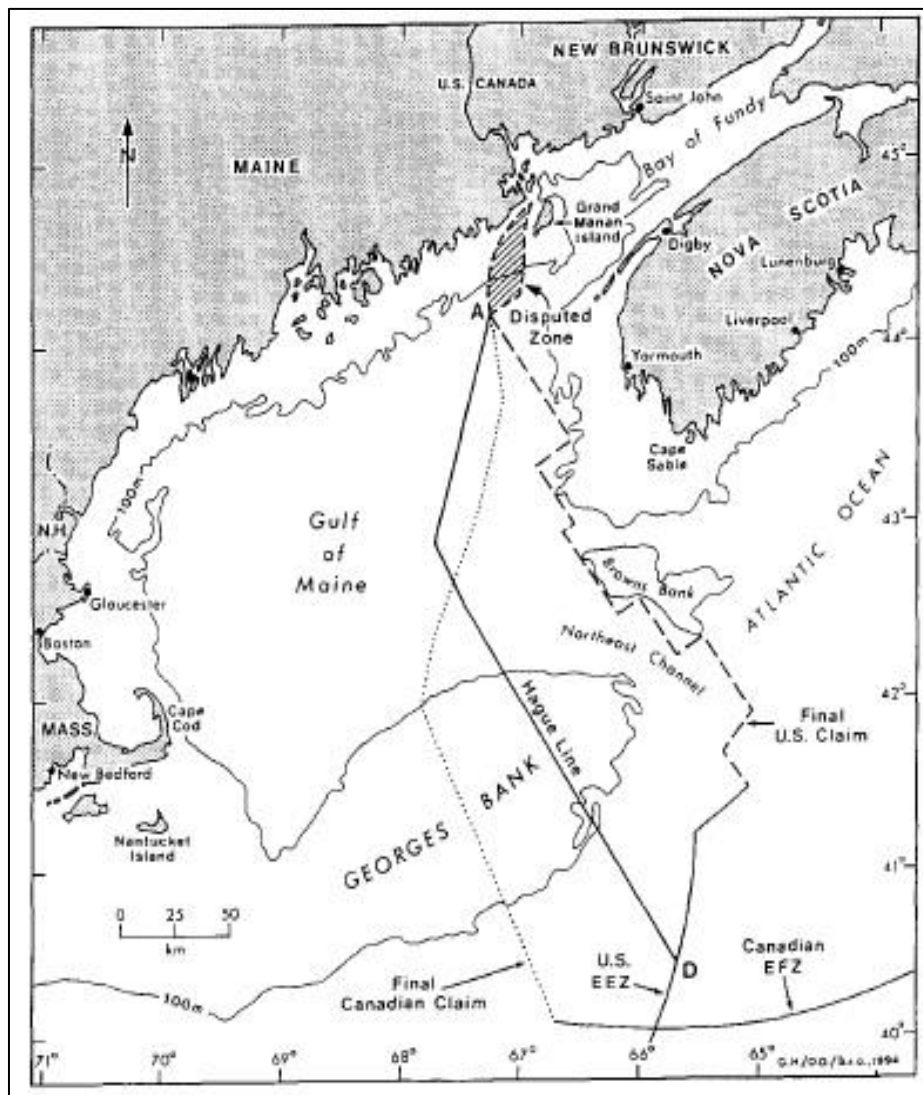 NEW BRUNSWICK
U.S. CANADA
Saint John
Bay of Fundy
45°
N
MAINE
Grand
Manan
Island
Digby
NOVA SCOTIA
Lunenburg
A
Disputed
Zone
Liverpool
44°
Yarmouth
100m
Cape
Sable
100m
ATLANTIC OCEAN
43°
N.H.
Gulf
of
Maine
Browns Bank
Gloucester
Boston
Northeast Channel
42°
MASS.
Cape
Cod
Hague Line
Final
U.S. Claim
New Bedford
GEORGES BANK
Nantucket
Island
41°
0 25 50
km
U.S.
EEZ
D
Canadian
EFZ
100m
Final
Canadian Claim
40°
71° 70° 69° 68° 67° 66° 65°